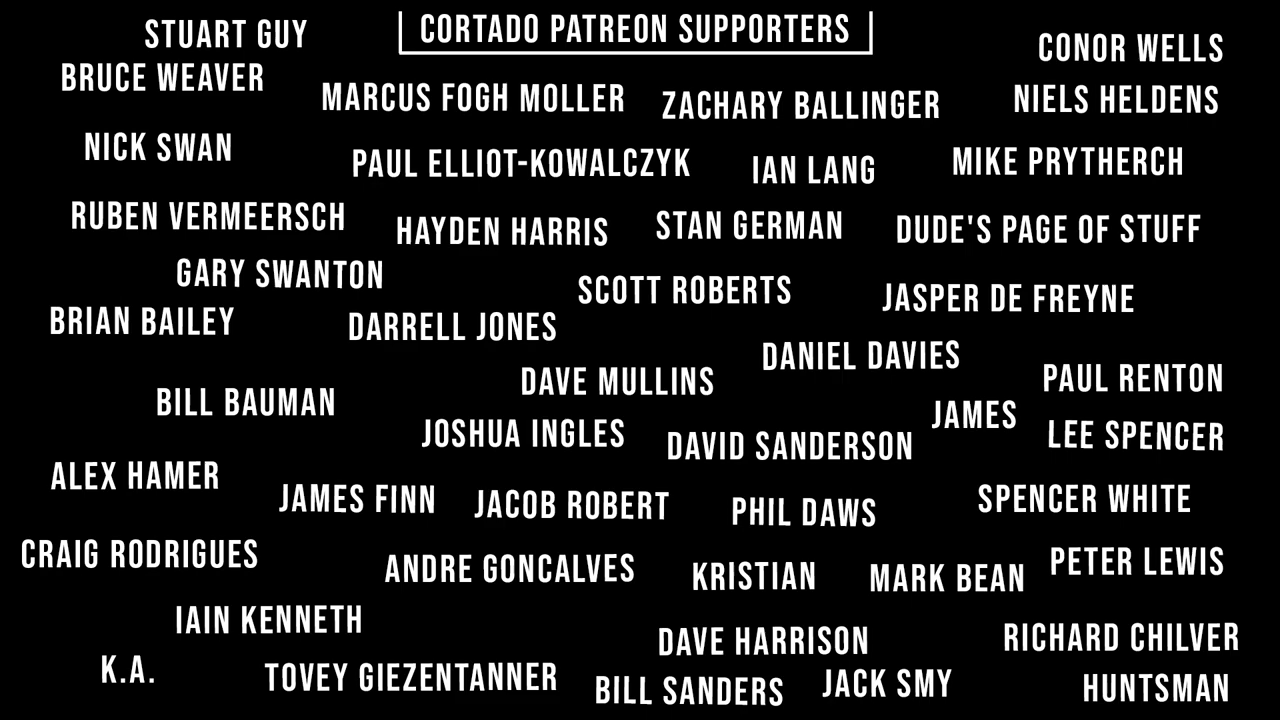 CORTADO PATREON SUPPORTERS
STUART GUY
CONOR WELLS
BRUCE WEAVER
MARCUS FOGH MOLLER
ZACHARY BALLINGER
NIELS HELDENS
NICK SWAN
PAUL ELLIOT-KOWALCZYK
IAN LANG
MIKE PRYTHERCH
RUBEN VERMEERSCH
HAYDEN HARRIS
STAN GERMAN
DUDE'S PAGE OF STUFF
GARY SWANTON
SCOTT ROBERTS
JASPER DE FREYNE
BRIAN BAILEY
DARRELL JONES
DANIEL DAVIES
DAVE MULLINS
PAUL RENTON
BILL BAUMAN
JAMES
JOSHUA INGLES
DAVID SANDERSON
LEE SPENCER
ALEX HAMER
JAMES FINN
JACOB ROBERT
PHIL DAWS
SPENCER WHITE
CRAIG RODRIGUES
ANDRE GONCALVES
KRISTIAN
MARK BEAN
PETER LEWIS
IAIN KENNETH
DAVE HARRISON
RICHARD CHILVER
K.A.
TOVEY GIEZENTANNER
BILL SANDERS
JACK SMY
HUNTSMAN